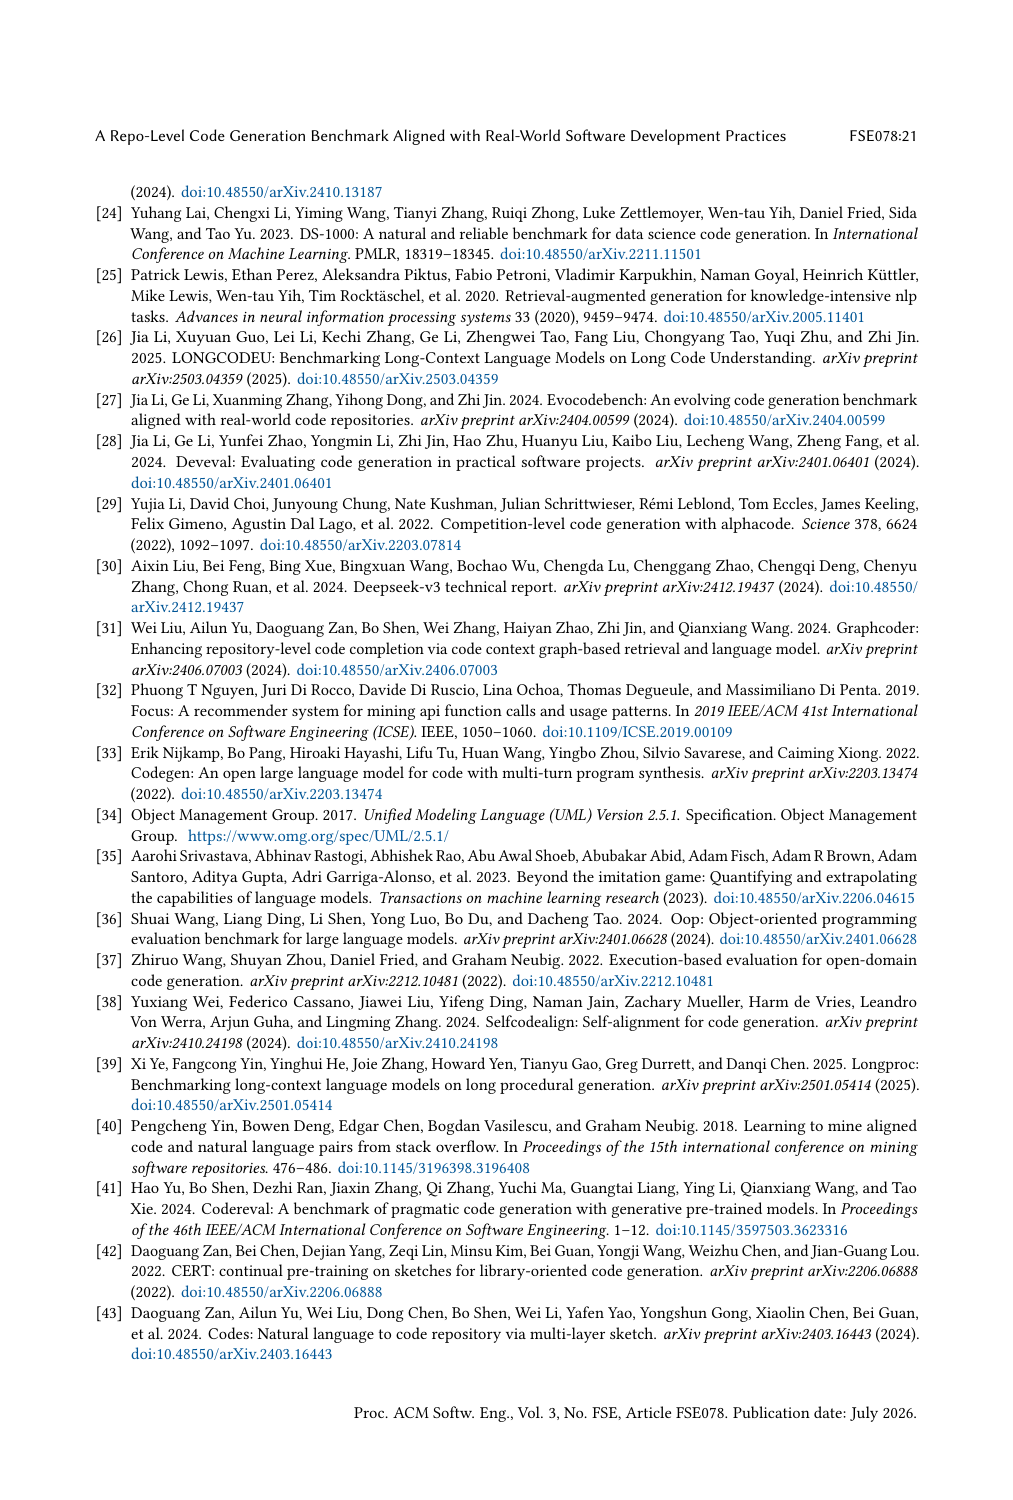 A Repo-Level Code Generation Benchmark Aligned with Real-World Software Development Practices FSE078:21
(2024). doi:10.48550/arXiv.2410.13187
[24] Yuhang Lai, Chengxi Li, Yiming Wang, Tianyi Zhang, Ruiqi Zhong, Luke Zettlemoyer, Wen-tau Yih, Daniel Fried, Sida
Wang, and Tao Yu. 2023. DS-1000: A natural and reliable benchmark for data science code generation. In International
Conference on Machine Learning. PMLR, 18319–18345. doi:10.48550/arXiv.2211.11501
[25] Patrick Lewis, Ethan Perez, Aleksandra Piktus, Fabio Petroni, Vladimir Karpukhin, Naman Goyal, Heinrich Küttler,
Mike Lewis, Wen-tau Yih, Tim Rocktäschel, et al. 2020. Retrieval-augmented generation for knowledge-intensive nlp
tasks. Advances in neural information processing systems 33 (2020), 9459–9474. doi:10.48550/arXiv.2005.11401
[26] Jia Li, Xuyuan Guo, Lei Li, Kechi Zhang, Ge Li, Zhengwei Tao, Fang Liu, Chongyang Tao, Yuqi Zhu, and Zhi Jin.
2025. LONGCODEU: Benchmarking Long-Context Language Models on Long Code Understanding. arXiv preprint
arXiv:2503.04359 (2025). doi:10.48550/arXiv.2503.04359
[27] Jia Li, Ge Li, Xuanming Zhang, Yihong Dong, and Zhi Jin. 2024. Evocodebench: An evolving code generation benchmark
aligned with real-world code repositories. arXiv preprint arXiv:2404.00599 (2024). doi:10.48550/arXiv.2404.00599
[28] Jia Li, Ge Li, Yunfei Zhao, Yongmin Li, Zhi Jin, Hao Zhu, Huanyu Liu, Kaibo Liu, Lecheng Wang, Zheng Fang, et al.
2024. Deveval: Evaluating code generation in practical software projects. arXiv preprint arXiv:2401.06401 (2024).
doi:10.48550/arXiv.2401.06401
[29] Yujia Li, David Choi, Junyoung Chung, Nate Kushman, Julian Schrittwieser, Rémi Leblond, Tom Eccles, James Keeling,
Felix Gimeno, Agustin Dal Lago, et al. 2022. Competition-level code generation with alphacode. Science 378, 6624
(2022), 1092–1097. doi:10.48550/arXiv.2203.07814
[30] Aixin Liu, Bei Feng, Bing Xue, Bingxuan Wang, Bochao Wu, Chengda Lu, Chenggang Zhao, Chengqi Deng, Chenyu
Zhang, Chong Ruan, et al. 2024. Deepseek-v3 technical report. arXiv preprint arXiv:2412.19437 (2024). doi:10.48550/
arXiv.2412.19437
[31] Wei Liu, Ailun Yu, Daoguang Zan, Bo Shen, Wei Zhang, Haiyan Zhao, Zhi Jin, and Qianxiang Wang. 2024. Graphcoder:
Enhancing repository-level code completion via code context graph-based retrieval and language model. arXiv preprint
arXiv:2406.07003 (2024). doi:10.48550/arXiv.2406.07003
[32] Phuong T Nguyen, Juri Di Rocco, Davide Di Ruscio, Lina Ochoa, Thomas Degueule, and Massimiliano Di Penta. 2019.
Focus: A recommender system for mining api function calls and usage patterns. In 2019 IEEE/ACM 41st International
Conference on Software Engineering (ICSE). IEEE, 1050–1060. doi:10.1109/ICSE.2019.00109
[33] Erik Nijkamp, Bo Pang, Hiroaki Hayashi, Lifu Tu, Huan Wang, Yingbo Zhou, Silvio Savarese, and Caiming Xiong. 2022.
Codegen: An open large language model for code with multi-turn program synthesis. arXiv preprint arXiv:2203.13474
(2022). doi:10.48550/arXiv.2203.13474
[34] Object Management Group. 2017. Unified Modeling Language (UML) Version 2.5.1. Specification. Object Management
Group. https://www.omg.org/spec/UML/2.5.1/
[35] Aarohi Srivastava, Abhinav Rastogi, Abhishek Rao, Abu Awal Shoeb, Abubakar Abid, Adam Fisch, Adam R Brown, Adam
Santoro, Aditya Gupta, Adri Garriga-Alonso, et al. 2023. Beyond the imitation game: Quantifying and extrapolating
the capabilities of language models. Transactions on machine learning research (2023). doi:10.48550/arXiv.2206.04615
[36] Shuai Wang, Liang Ding, Li Shen, Yong Luo, Bo Du, and Dacheng Tao. 2024. Oop: Object-oriented programming
evaluation benchmark for large language models. arXiv preprint arXiv:2401.06628 (2024). doi:10.48550/arXiv.2401.06628
[37] Zhiruo Wang, Shuyan Zhou, Daniel Fried, and Graham Neubig. 2022. Execution-based evaluation for open-domain
code generation. arXiv preprint arXiv:2212.10481 (2022). doi:10.48550/arXiv.2212.10481
[38] Yuxiang Wei, Federico Cassano, Jiawei Liu, Yifeng Ding, Naman Jain, Zachary Mueller, Harm de Vries, Leandro
Von Werra, Arjun Guha, and Lingming Zhang. 2024. Selfcodealign: Self-alignment for code generation. arXiv preprint
arXiv:2410.24198 (2024). doi:10.48550/arXiv.2410.24198
[39] Xi Ye, Fangcong Yin, Yinghui He, Joie Zhang, Howard Yen, Tianyu Gao, Greg Durrett, and Danqi Chen. 2025. Longproc:
Benchmarking long-context language models on long procedural generation. arXiv preprint arXiv:2501.05414 (2025).
doi:10.48550/arXiv.2501.05414
[40] Pengcheng Yin, Bowen Deng, Edgar Chen, Bogdan Vasilescu, and Graham Neubig. 2018. Learning to mine aligned
code and natural language pairs from stack overflow. In Proceedings of the 15th international conference on mining
software repositories. 476–486. doi:10.1145/3196398.3196408
[41] Hao Yu, Bo Shen, Dezhi Ran, Jiaxin Zhang, Qi Zhang, Yuchi Ma, Guangtai Liang, Ying Li, Qianxiang Wang, and Tao
Xie. 2024. Codereval: A benchmark of pragmatic code generation with generative pre-trained models. In Proceedings
of the 46th IEEE/ACM International Conference on Software Engineering. 1–12. doi:10.1145/3597503.3623316
[42] Daoguang Zan, Bei Chen, Dejian Yang, Zeqi Lin, Minsu Kim, Bei Guan, Yongji Wang, Weizhu Chen, and Jian-Guang Lou.
2022. CERT: continual pre-training on sketches for library-oriented code generation. arXiv preprint arXiv:2206.06888
(2022). doi:10.48550/arXiv.2206.06888
[43] Daoguang Zan, Ailun Yu, Wei Liu, Dong Chen, Bo Shen, Wei Li, Yafen Yao, Yongshun Gong, Xiaolin Chen, Bei Guan,
et al. 2024. Codes: Natural language to code repository via multi-layer sketch. arXiv preprint arXiv:2403.16443 (2024).
doi:10.48550/arXiv.2403.16443
Proc. ACM Softw. Eng., Vol. 3, No. FSE, Article FSE078. Publication date: July 2026.